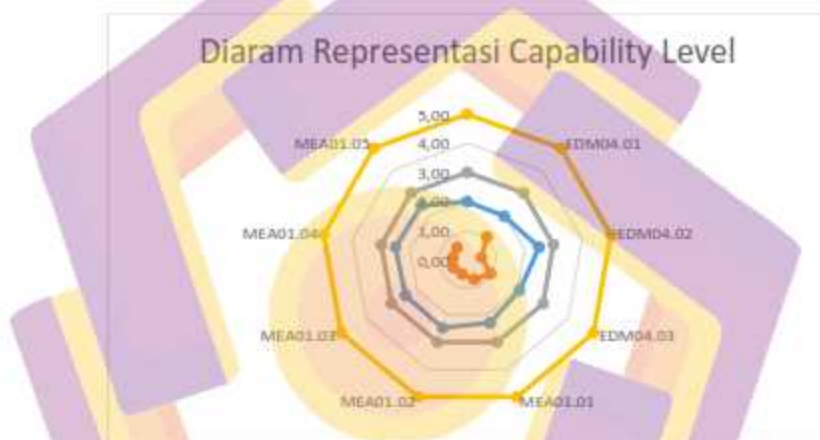 Diaram Representasi Capability Level
5,00
4,00
3,00
2,00
1,00
0,00
EDM04.01
EDM04.02
EDM04.03
MEA01.01
MEA01.02
MEA01.03
MEA01.04
MEA01.05